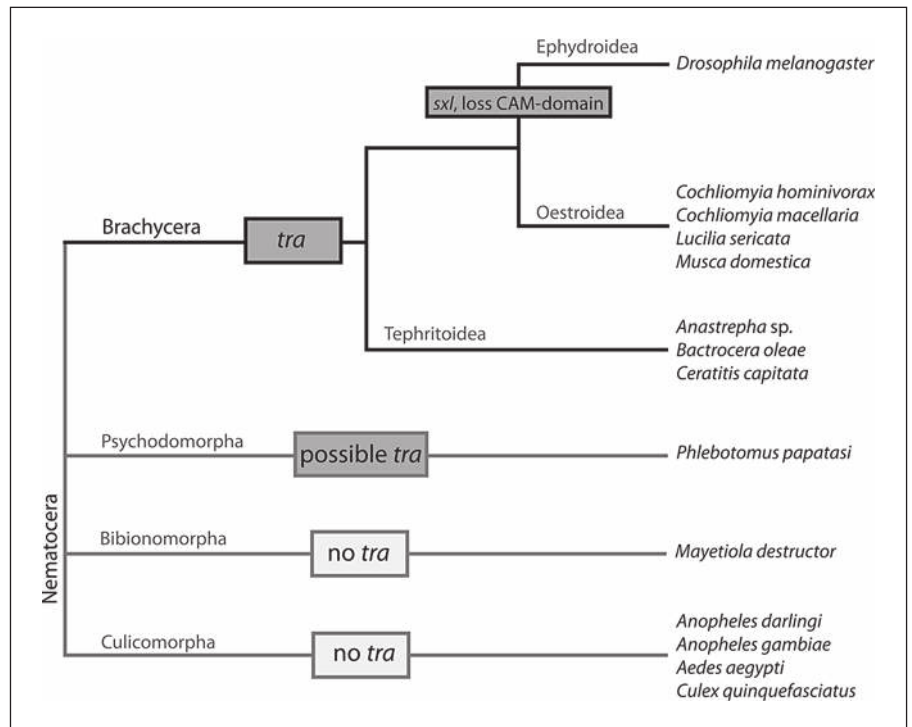 Ephydroidea
Drosophila melanogaster
sxl, loss CAM-domain
Cochliomyia hominivorax
Oestroidea
Cochliomyia macellaria
Lucilia sericata
Musca domestica
Brachycera
tra
Tephritoidea
Anastrepha sp.
Bactrocera oleae
Ceratitis capitata
Psychodomorpha
possible tra
Phlebotomus papatasi
Nematocera
Bibionomorpha
no tra
Mayetiola destructor
Culicomorpha
no tra
Anopheles darlingi
Anopheles gambiae
Aedes aegypti
Culex quinquefasciatus